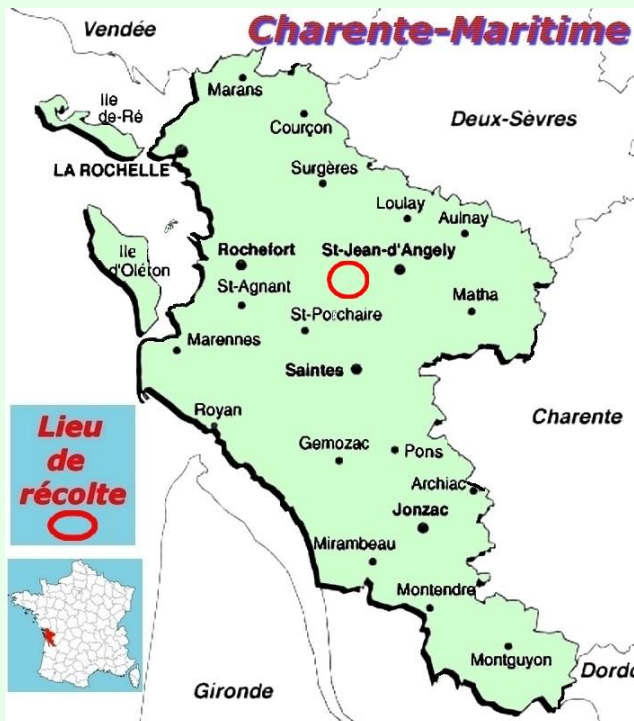 Charente-Maritime
Vendée
Marans
Ile
de-Ré
Courçon
Deux-Sèvres
LA ROCHELLE
Surgères
Loulay
Aulnay
Ile
d'Oléron
Rochefort
St-Jean-d'Angely
St-Agnant
Matha
St-Porchaire
Marennes
Saintes
Royan
Charente
Lieu
de
récolte
Gemozac
Pons
Archiac
Jonzac
Mirambeau
Montendre
Montguyon
Dordo
Gironde